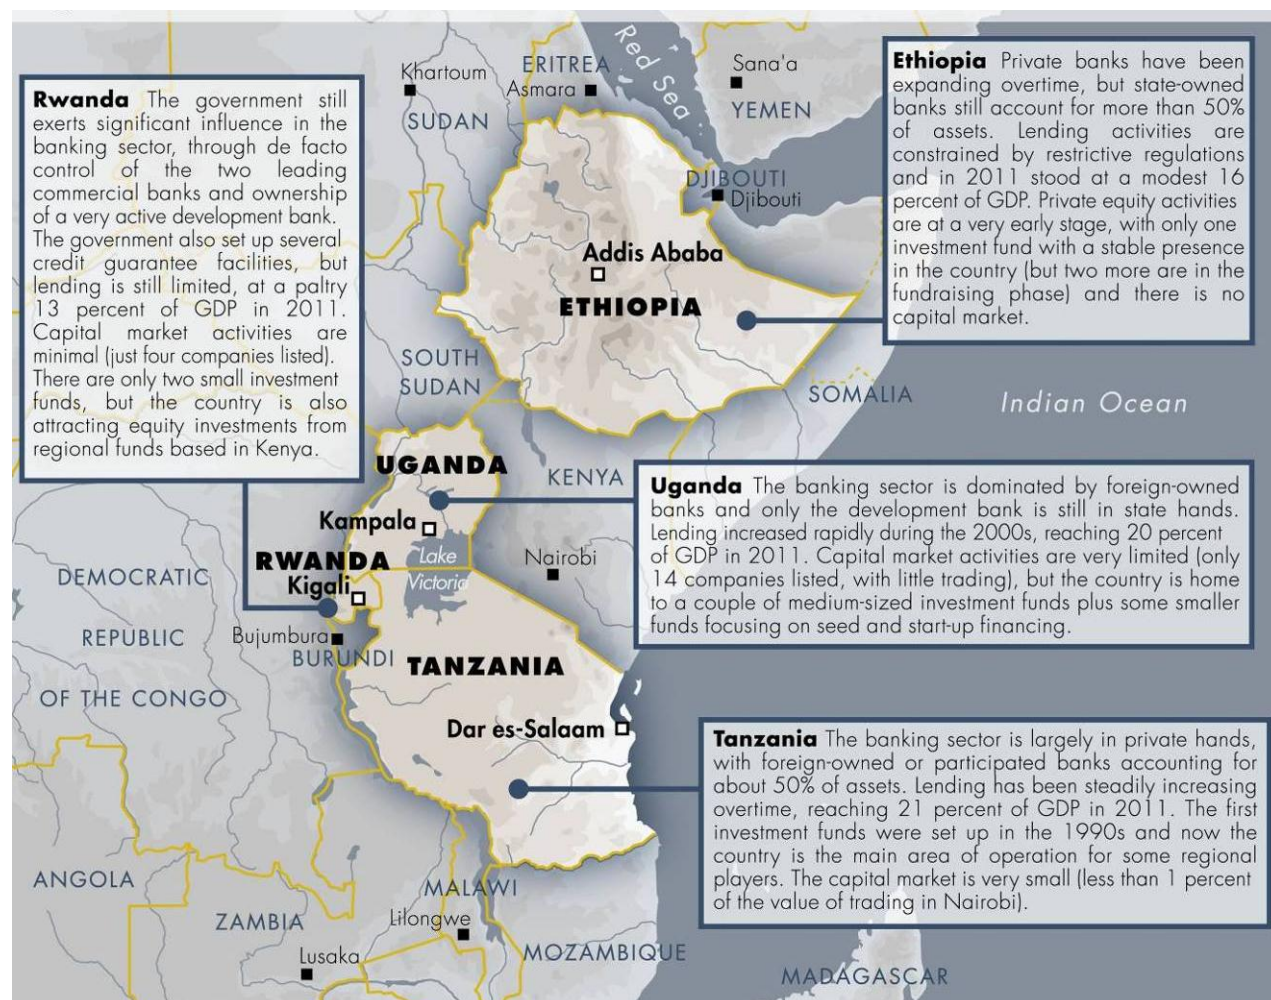 Rwanda The government still
exerts significant influence in the
banking sector, through de facto
control of the two leading
commercial banks and ownership
of a very active development bank.
The government also set up several
credit guarantee facilities, but
lending is still limited, at a paltry
13 percent of GDP in 2011.
Capital market activities are
minimal (just four companies listed).
There are only two small investment
funds, but the country is also
attracting equity investments from
regional funds based in Kenya.
Khartoum
SUDAN
ERITREA
Asmara
Red Sea
Sana'a
YEMEN
DJIBOUTI
Djibouti
Addis Ababa
ETHIOPIA
Ethiopia Private banks have been
expanding overtime, but state-owned
banks still account for more than 50%
of assets. Lending activities are
constrained by restrictive regulations
and in 2011 stood at a modest 16
percent of GDP. Private equity activities
are at a very early stage, with only one
investment fund with a stable presence
in the country (but two more are in the
fundraising phase) and there is no
capital market.
SOUTH
SUDAN
SOMALIA
Indian Ocean
UGANDA
KENYA
Kampala
Lake
Victoria
Nairobi
RWANDA
Kigali
Uganda The banking sector is dominated by foreign-owned
banks and only the development bank is still in state hands.
Lending increased rapidly during the 2000s, reaching 20 percent
of GDP in 2011. Capital market activities are very limited (only
14 companies listed, with little trading), but the country is home
to a couple of medium-sized investment funds plus some smaller
funds focusing on seed and start-up financing.
DEMOCRATIC
REPUBLIC
OF THE CONGO
Bujumbura
BURUNDI
TANZANIA
Dar es-Salaam
Tanzania The banking sector is largely in private hands,
with foreign-owned or participated banks accounting for
about 50% of assets. Lending has been steadily increasing
overtime, reaching 21 percent of GDP in 2011. The first
investment funds were set up in the 1990s and now the
country is the main area of operation for some regional
players. The capital market is very small (less than 1 percent
of the value of trading in Nairobi).
ANGOLA
ZAMBIA
Lusaka
MALAWI
Lilongwe
MOZAMBIQUE
MADAGASCAR